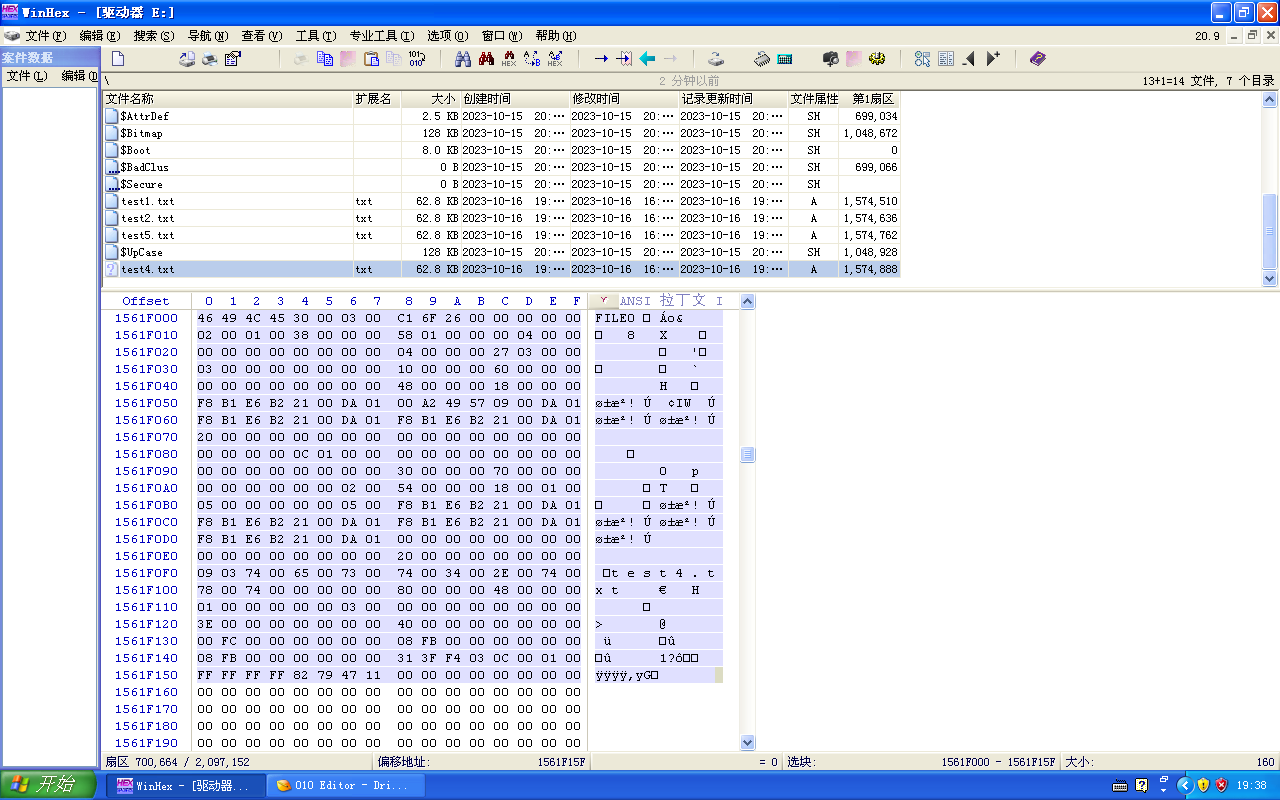 WinHex - [驱动器 E:]
文件(F) 编辑(E) 搜索(S) 导航(N) 查看(V) 工具(T) 专业工具(I) 选项(O) 窗口(W) 帮助(H) 20.9
案件数据
文件(L) 编辑(D
\ 2 分钟以前 13+1=14 文件, 7 个目录
文件名称 扩展名 大小 创建时间 修改时间 记录更新时间 文件属性 第1扇区
$AttrDef 2.5 KB 2023-10-15 20:… 2023-10-15 20:… 2023-10-15 20:… SH 699,034
$Bitmap 128 KB 2023-10-15 20:… 2023-10-15 20:… 2023-10-15 20:… SH 1,048,672
$Boot 8.0 KB 2023-10-15 20:… 2023-10-15 20:… 2023-10-15 20:… SH 0
$BadClus 0 B 2023-10-15 20:… 2023-10-15 20:… 2023-10-15 20:… SH 699,066
$Secure 0 B 2023-10-15 20:… 2023-10-15 20:… 2023-10-15 20:… SH
test1.txt txt 62.8 KB 2023-10-16 19:… 2023-10-16 16:… 2023-10-16 19:… A 1,574,510
test2.txt txt 62.8 KB 2023-10-16 19:… 2023-10-16 16:… 2023-10-16 19:… A 1,574,636
test5.txt txt 62.8 KB 2023-10-16 19:… 2023-10-16 16:… 2023-10-16 19:… A 1,574,762
$UpCase 128 KB 2023-10-15 20:… 2023-10-15 20:… 2023-10-15 20:… SH 1,048,928
test4.txt txt 62.8 KB 2023-10-16 19:… 2023-10-16 16:… 2023-10-16 19:… A 1,574,888
Offset 0 1 2 3 4 5 6 7 8 9 A B C D E F ANSI 拉丁文 I
1561F000 46 49 4C 45 30 00 03 00 C1 6F 26 00 00 00 00 00 FILE0 Áo&
1561F010 02 00 01 00 38 00 00 00 58 01 00 00 00 04 00 00 8 X
1561F020 00 00 00 00 00 00 00 00 04 00 00 00 27 03 00 00 '
1561F030 03 00 00 00 00 00 00 00 10 00 00 00 60 00 00 00 `
1561F040 00 00 00 00 00 00 00 00 48 00 00 00 18 00 00 00 H
1561F050 F8 B1 E6 B2 21 00 DA 01 00 A2 49 57 09 00 DA 01 ø±æ²! Ú ¢IW Ú
1561F060 F8 B1 E6 B2 21 00 DA 01 F8 B1 E6 B2 21 00 DA 01 ø±æ²! Ú ø±æ²! Ú
1561F070 20 00 00 00 00 00 00 00 00 00 00 00 00 00 00 00
1561F080 00 00 00 00 0C 01 00 00 00 00 00 00 00 00 00 00
1561F090 00 00 00 00 00 00 00 00 30 00 00 00 70 00 00 00 0 p
1561F0A0 00 00 00 00 00 00 02 00 54 00 00 00 18 00 01 00 T
1561F0B0 05 00 00 00 00 00 05 00 F8 B1 E6 B2 21 00 DA 01 ø±æ²! Ú
1561F0C0 F8 B1 E6 B2 21 00 DA 01 F8 B1 E6 B2 21 00 DA 01 ø±æ²! Ú ø±æ²! Ú
1561F0D0 F8 B1 E6 B2 21 00 DA 01 00 00 00 00 00 00 00 00 ø±æ²! Ú
1561F0E0 00 00 00 00 00 00 00 00 20 00 00 00 00 00 00 00
1561F0F0 09 03 74 00 65 00 73 00 74 00 34 00 2E 00 74 00 t e s t 4 . t
1561F100 78 00 74 00 00 00 00 00 80 00 00 00 48 00 00 00 x t € H
1561F110 01 00 00 00 00 00 03 00 00 00 00 00 00 00 00 00
1561F120 3E 00 00 00 00 00 00 00 40 00 00 00 00 00 00 00 > @
1561F130 00 FC 00 00 00 00 00 00 08 FB 00 00 00 00 00 00 ü û
1561F140 08 FB 00 00 00 00 00 00 31 3F F4 03 0C 00 01 00 û 1?ô
1561F150 FF FF FF FF 82 79 47 11 00 00 00 00 00 00 00 00 ÿÿÿÿ‚yG
1561F160 00 00 00 00 00 00 00 00 00 00 00 00 00 00 00 00
1561F170 00 00 00 00 00 00 00 00 00 00 00 00 00 00 00 00
1561F180 00 00 00 00 00 00 00 00 00 00 00 00 00 00 00 00
1561F190 00 00 00 00 00 00 00 00 00 00 00 00 00 00 00 00
扇区 700,664 / 2,097,152 偏移地址: 1561F15F = 0 选块: 1561F000 - 1561F15F 大小: 160
开始 WinHex - [驱动器... 010 Editor - Dri... 19:38